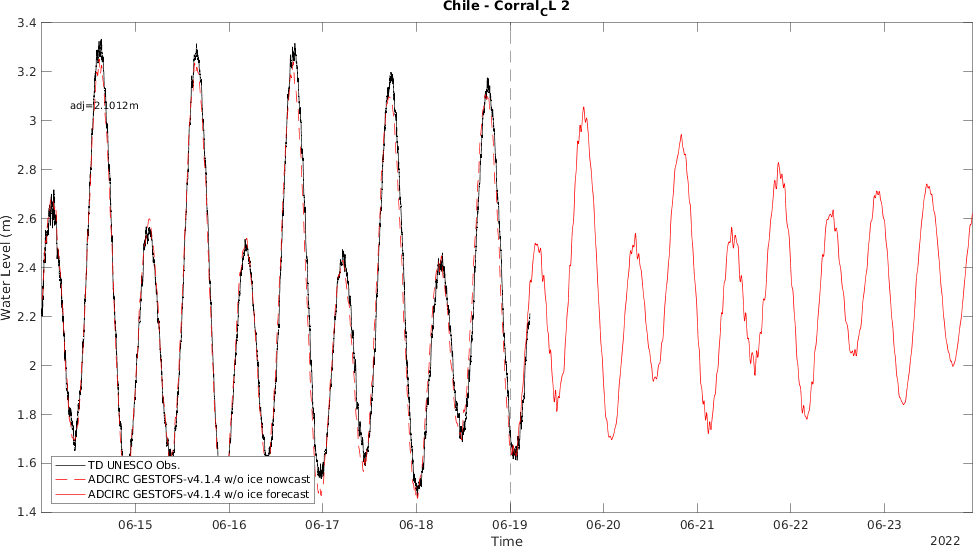 Chile - Corral_CL 2
3.4
3.2
3
2.8
2.6
2.4
2.2
2
1.8
1.6
1.4
Water Level (m)
adj=2.1012m
TD UNESCO Obs.
ADCIRC GESTOFS-v4.1.4 w/o ice nowcast
ADCIRC GESTOFS-v4.1.4 w/o ice forecast
06-15 06-16 06-17 06-18 06-19 06-20 06-21 06-22 06-23
Time
2022